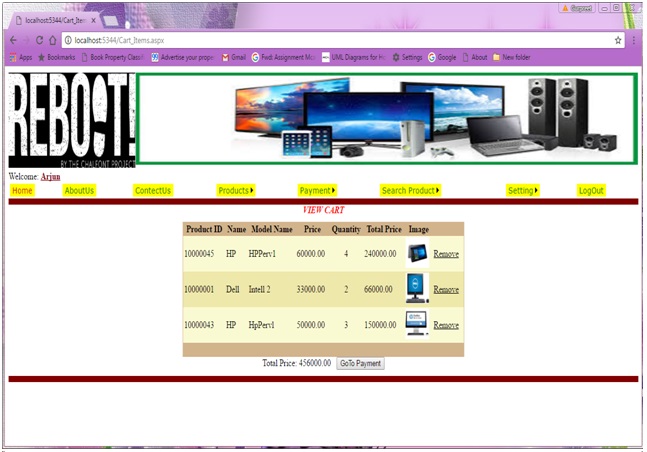 Gurpreet
localhost:5344/Cart_Item
localhost:5344/Cart_Items.aspx
Apps Bookmarks Book Property Classif Advertise your prope Gmail Fwd: Assignment M UML Diagrams for H Settings Google About New folder
REBOOT!
BY THE CHALFONT PROJECT
Welcome: Arjun
Home AboutUs ContectUs Products Payment Search Product Setting LogOut
VIEW CART
Product ID Name Model Name Price Quantity Total Price Image
10000045 HP HPPerv1 60000.00 4 240000.00 Remove
10000001 Dell Intell 2 33000.00 2 66000.00 Remove
10000043 HP HpPerv1 50000.00 3 150000.00 Remove
Total Price: 456000.00 GoTo Payment